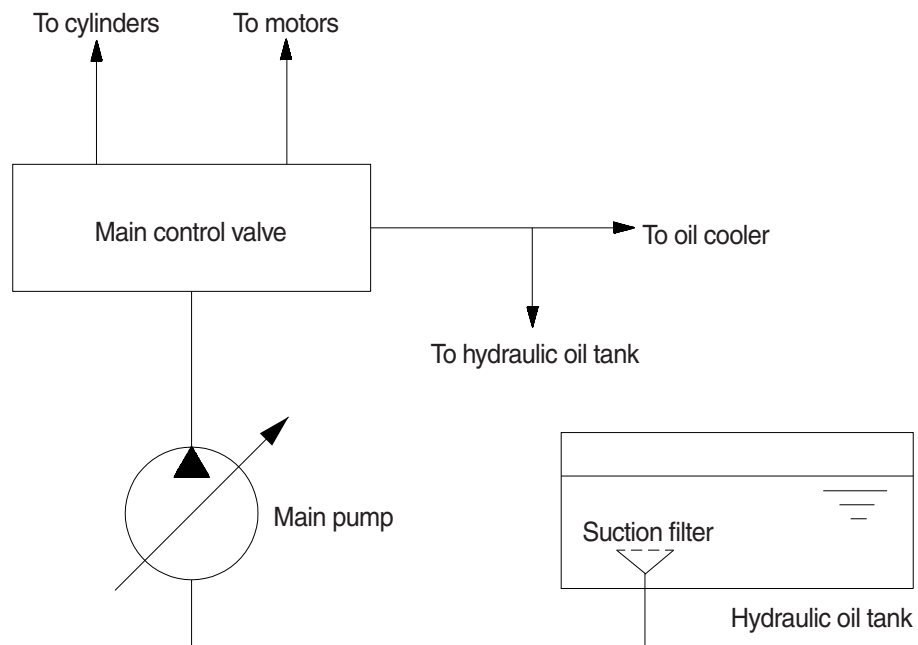 To cylinders
To motors
Main control valve
To oil cooler
To hydraulic oil tank
Main pump
Suction filter
Hydraulic oil tank